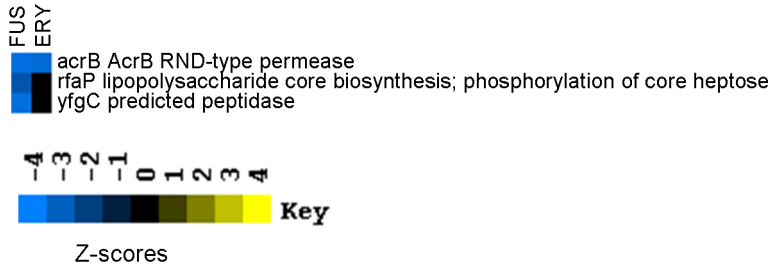 FUS ERY
acrB AcrB RND-type permease
rfaP lipopolysaccharide core biosynthesis; phosphorylation of core heptose
yfgC predicted peptidase
-4 -3 -2 -1 0 1 2 3 4
Key
Z-scores